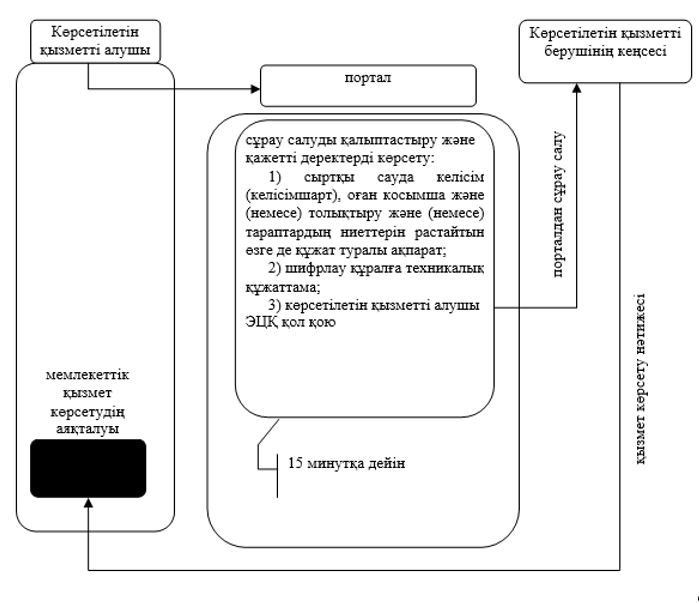 Көрсетілетін
қызметті алушы
портал
Көрсетілетін қызметті
берушінің кеңсесі
сұрау салуды қалыптастыру және
қажетті деректерді көрсету:
1) сыртқы сауда келісім
(келісімшарт), оған косымша және
(немесе) толықтыру және (немесе)
тараптардың ниеттерін растайтын
өзге де құжат туралы ақпарат;
2) шифрлау құралға техникалық
құжаттама;
3) көрсетілетін қызметті алушы
ЭЦҚ қол қою
порталдан сұрау салу
қызмет көрсету нәтижесі
мемлекеттік
қызмет
көрсетудің
аяқталуы
15 минутқа дейін